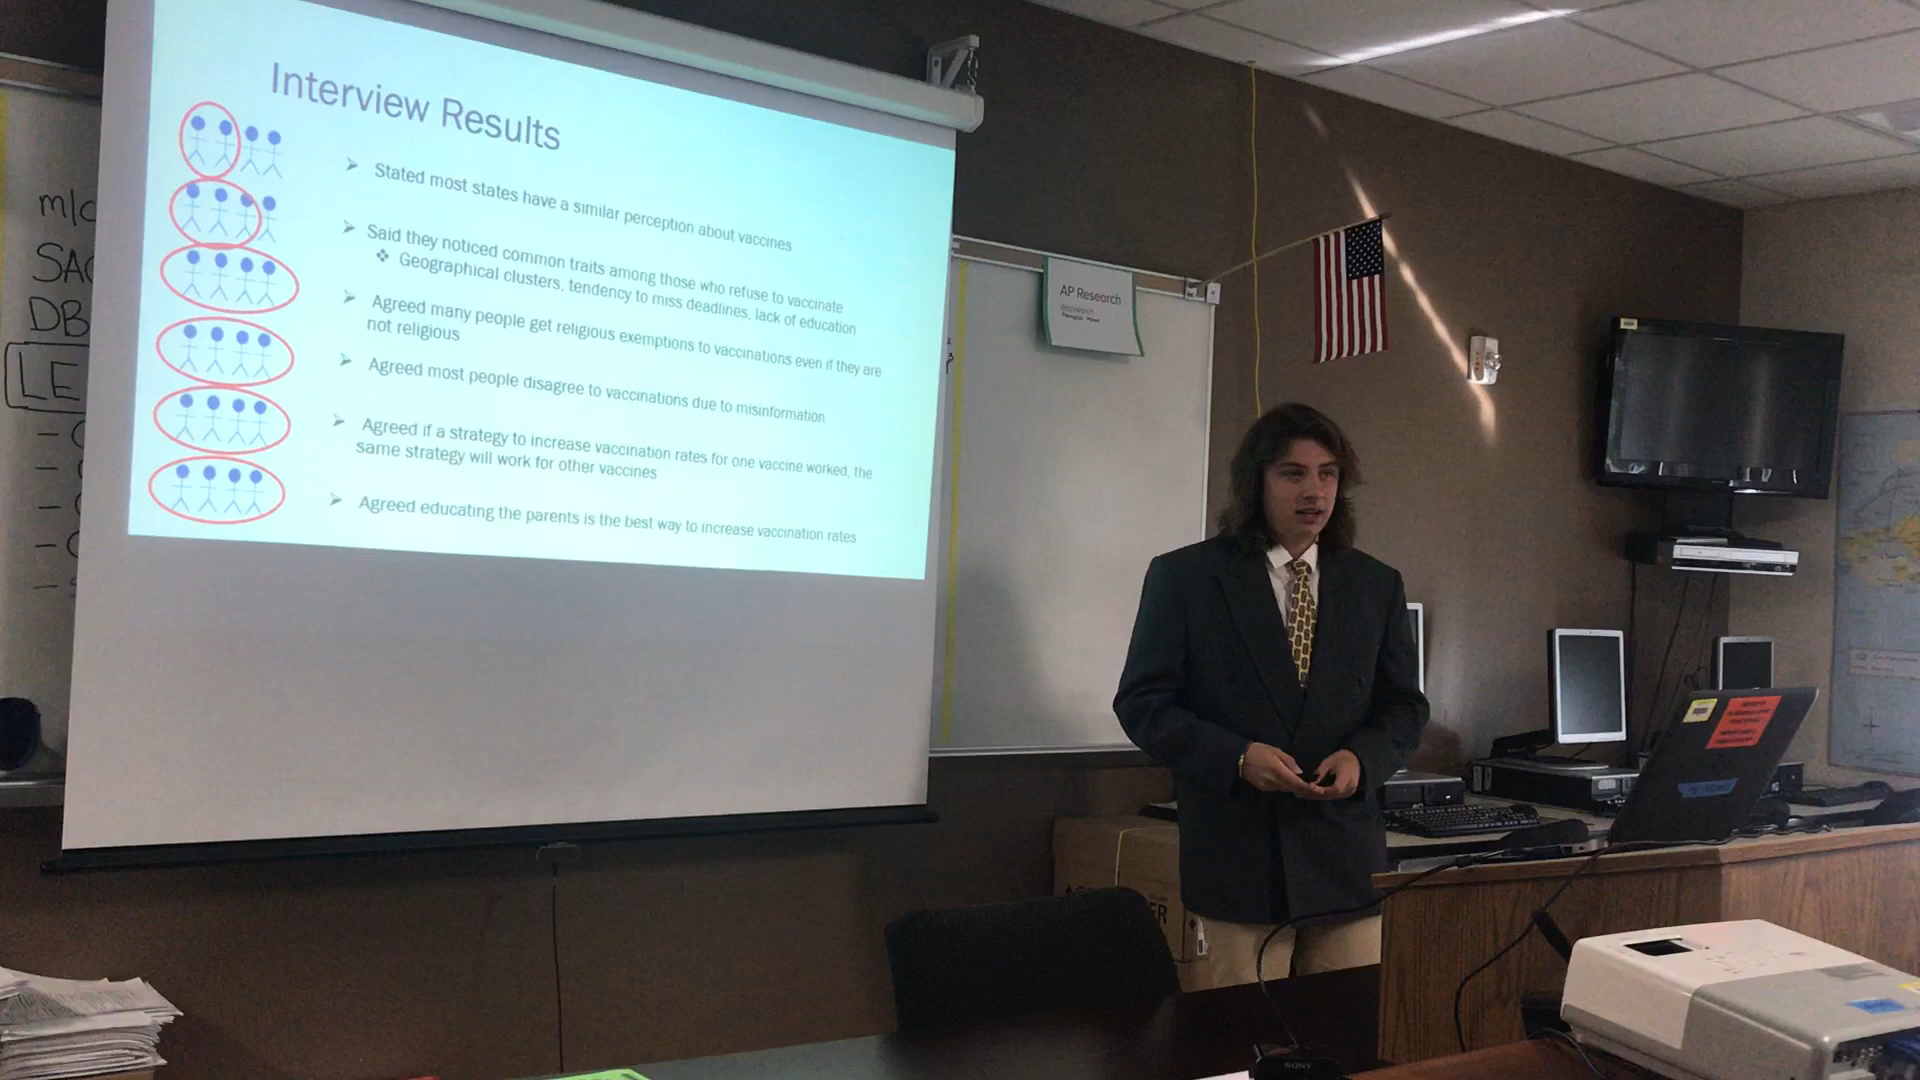 Interview Results
Stated most states have a similar perception about vaccines
Said they noticed common traits among those who refuse to vaccinate
Geographical clusters, tendency to miss deadlines, lack of education
Agreed many people get religious exemptions to vaccinations even if they are
not religious
Agreed most people disagree to vaccinations due to misinformation
Agreed if a strategy to increase vaccination rates for one vaccine worked, the
same strategy will work for other vaccines
Agreed educating the parents is the best way to increase vaccination rates
m/c
SAC
DB
LE
AP Research
SONY